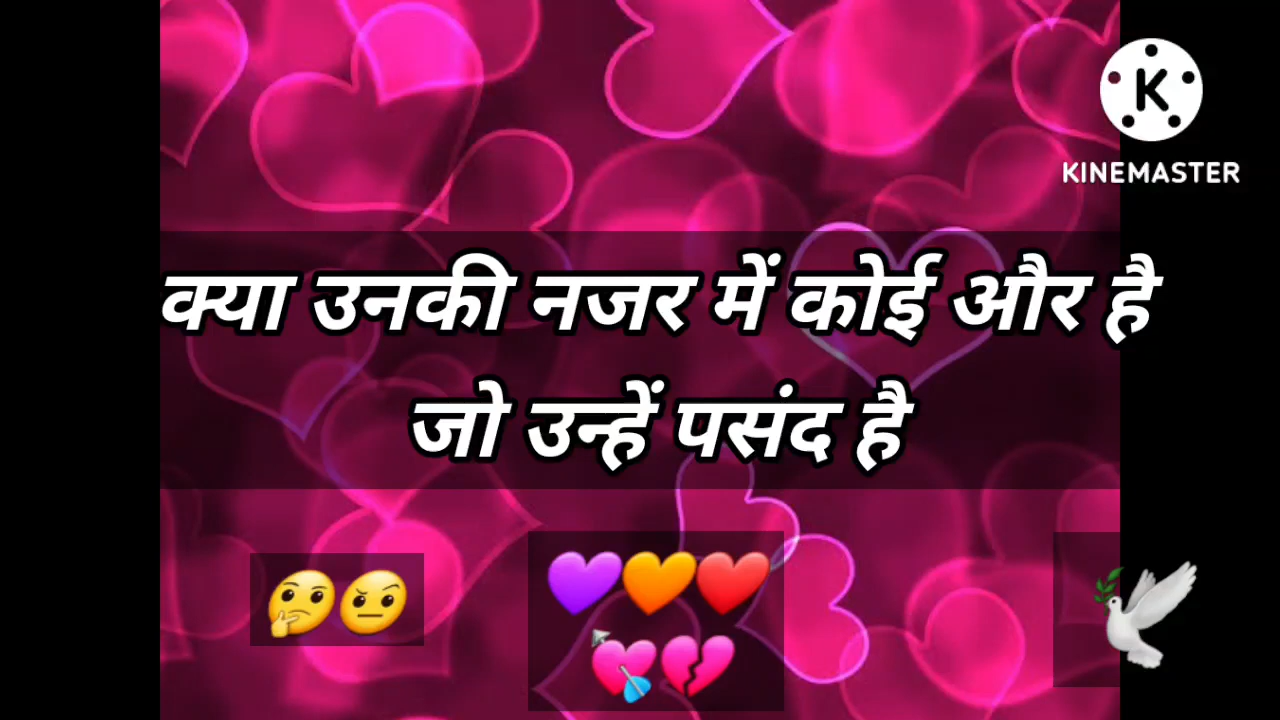 K
KINEMASTER
क्या उनकी नजर में कोई और है
जो उन्हें पसंद है